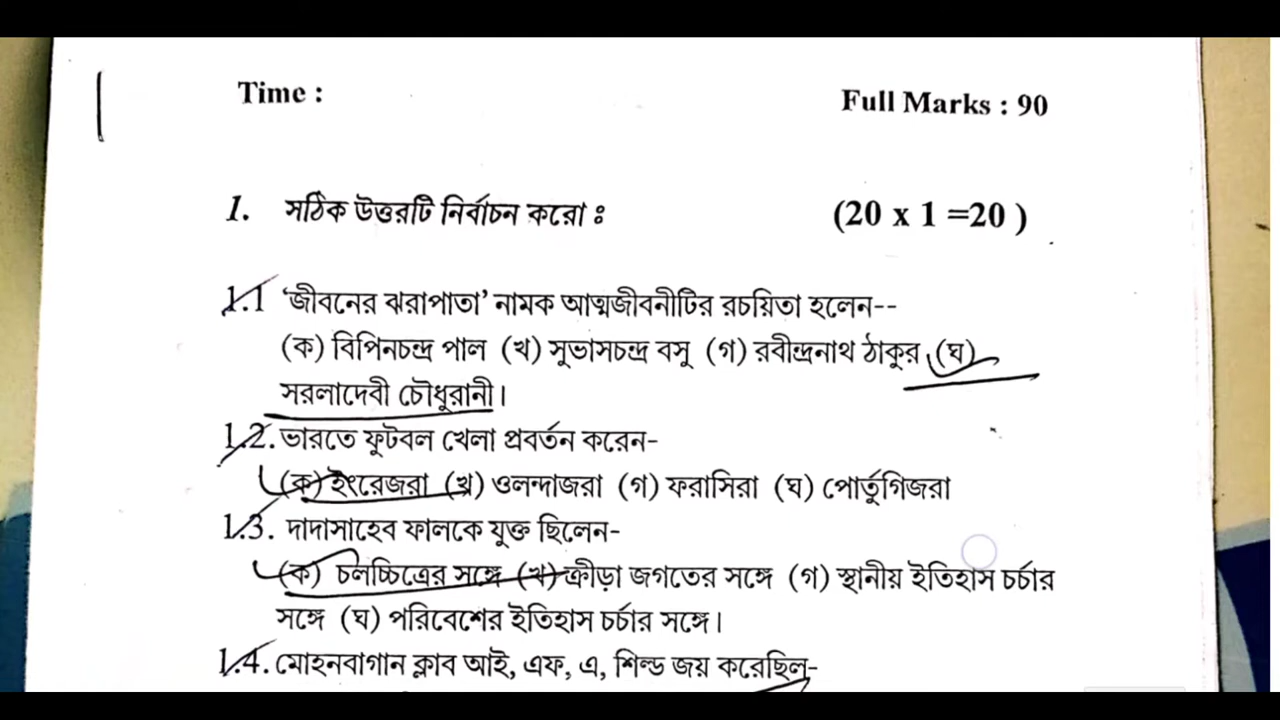 Time :
Full Marks : 90
1. সঠিক উত্তরটি নির্বাচন করো ঃ (20 x 1 =20 )
1.1 ‘জীবনের ঝরাপাতা’ নামক আত্মজীবনীটির রচয়িতা হলেন--
(ক) বিপিনচন্দ্র পাল (খ) সুভাসচন্দ্র বসু (গ) রবীন্দ্রনাথ ঠাকুর (ঘ)
সরলাদেবী চৌধুরানী।
1.2. ভারতে ফুটবল খেলা প্রবর্তন করেন-
(ক) ইংরেজরা (খ) ওলন্দাজরা (গ) ফরাসিরা (ঘ) পোর্তুগিজরা
1.3. দাদাসাহেব ফালকে যুক্ত ছিলেন-
(ক) চলচ্চিত্রের সঙ্গে (খ) ক্রীড়া জগতের সঙ্গে (গ) স্থানীয় ইতিহাস চর্চার
সঙ্গে (ঘ) পরিবেশের ইতিহাস চর্চার সঙ্গে।
1.4. মোহনবাগান ক্লাব আই, এফ, এ, শিল্ড জয় করেছিল-